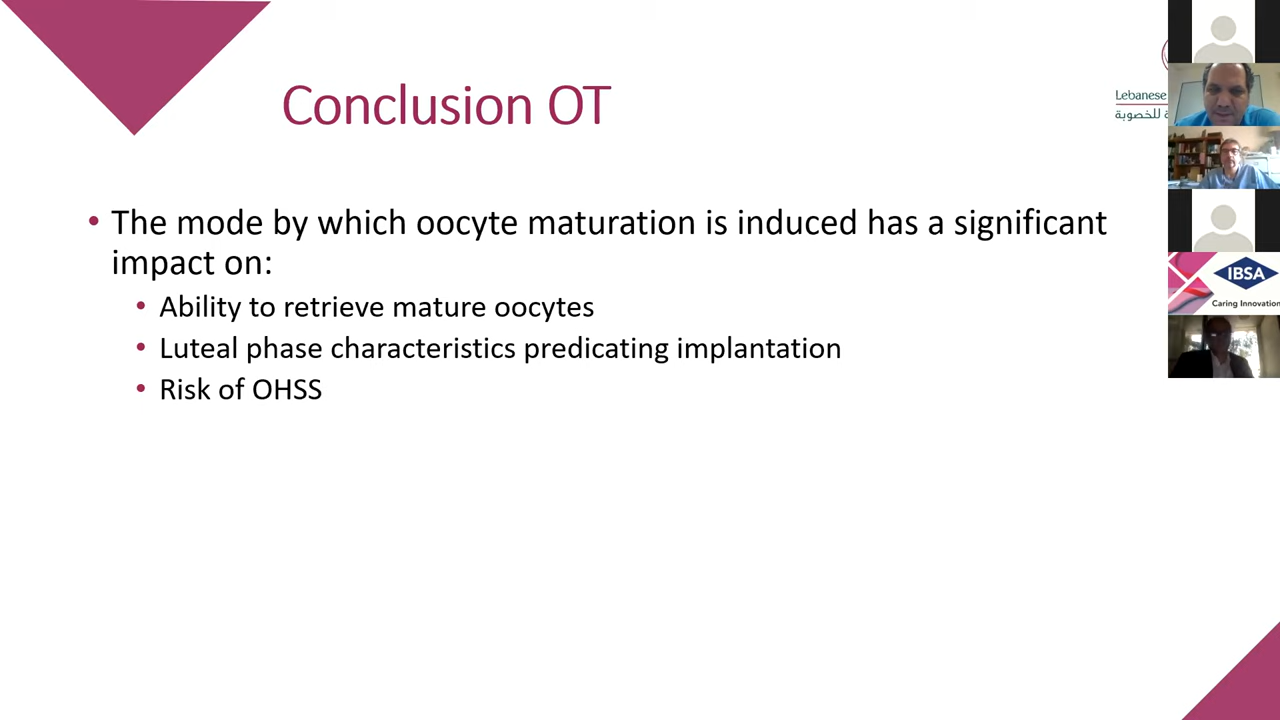 Conclusion OT
Lebanese
للخصوبة
• The mode by which oocyte maturation is induced has a significant
impact on:
• Ability to retrieve mature oocytes
• Luteal phase characteristics predicating implantation
• Risk of OHSS
IBSA
Caring Innovation